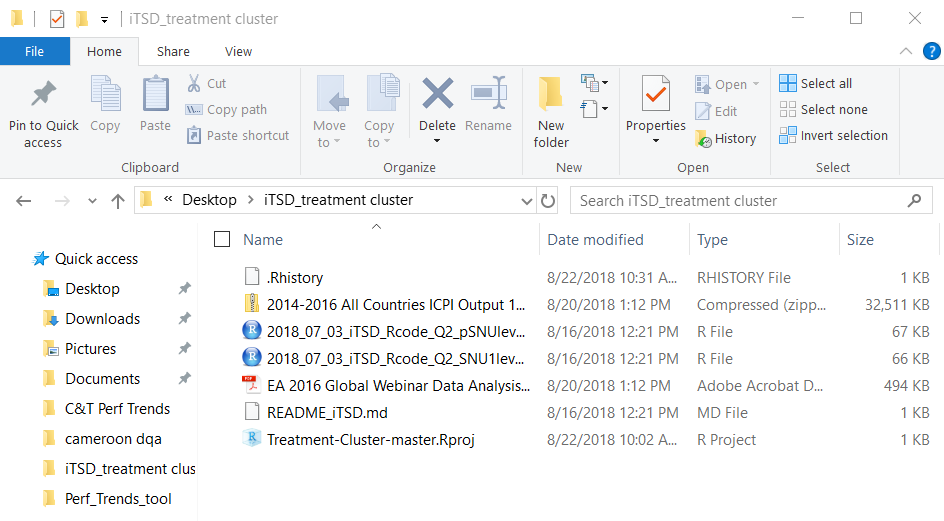 iTSD_treatment cluster
File Home Share View
Pin to Quick access
Copy
Paste
Cut
Copy path
Paste shortcut
Clipboard
Move to
Copy to
Delete
Rename
Organize
New folder
New
Properties
Open
Edit
History
Open
Select all
Select none
Invert selection
Select
« Desktop > iTSD_treatment cluster
Search iTSD_treatment cluster
Name Date modified Type Size
Quick access
Desktop
Downloads
Pictures
Documents
C&T Perf Trends
cameroon dqa
iTSD_treatment clus
Perf_Trends_tool
.Rhistory 8/22/2018 10:31 A... RHISTORY File 1 KB
2014-2016 All Countries ICPI Output 1... 8/20/2018 1:12 PM Compressed (zipp... 32,511 KB
2018_07_03_iTSD_Rcode_Q2_pSNUlev... 8/16/2018 12:21 PM R File 67 KB
2018_07_03_iTSD_Rcode_Q2_SNU1lev... 8/16/2018 12:21 PM R File 66 KB
EA 2016 Global Webinar Data Analysis... 8/20/2018 1:12 PM Adobe Acrobat D... 494 KB
README_iTSD.md 8/16/2018 12:21 PM MD File 1 KB
Treatment-Cluster-master.Rproj 8/22/2018 10:02 A... R Project 1 KB